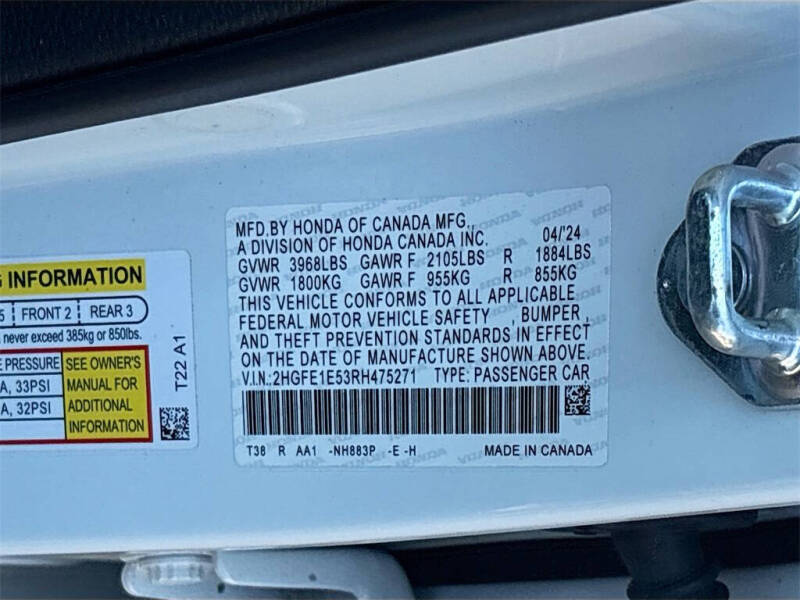 MFD.BY HONDA OF CANADA MFG.,
A DIVISION OF HONDA CANADA INC. 04/'24
GVWR 3968LBS GAWR F 2105LBS R 1884LBS
GVWR 1800KG GAWR F 955KG R 855KG
THIS VEHICLE CONFORMS TO ALL APPLICABLE
FEDERAL MOTOR VEHICLE SAFETY , BUMPER,
AND THEFT PREVENTION STANDARDS IN EFFECT
ON THE DATE OF MANUFACTURE SHOWN ABOVE.
V.I.N.: 2HGFE1E53RH475271 TYPE: PASSENGER CAR
T38 R AA1 -NH883P -E -H MADE IN CANADA
INFORMATION
5 FRONT 2 REAR 3
never exceed 385kg or 850lbs.
PRESSURE
A, 33PSI
A, 32PSI
SEE OWNER'S
MANUAL FOR
ADDITIONAL
INFORMATION
T22 A1